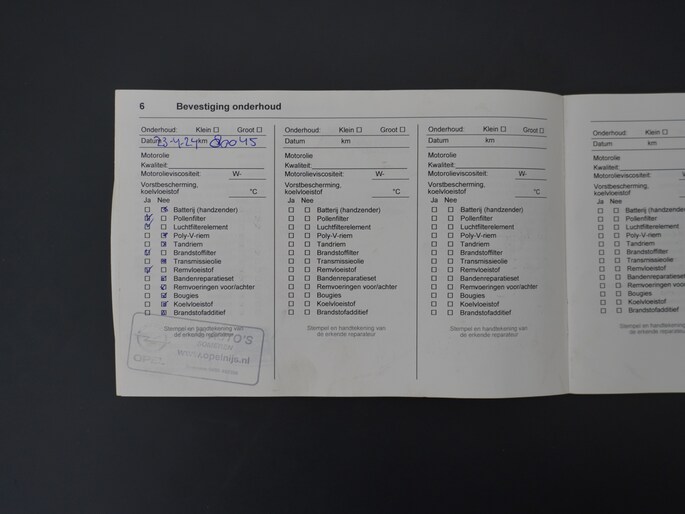 6 Bevestiging onderhoud
Onderhoud: Klein ☐ Groot ☐
Datum 23-4-24 km 80045
Motorolie
Kwaliteit:
Motorolieviscositeit: W-
Vorstbescherming,
koelvloeistof °C
Ja Nee
Batterij (handzender)
Pollenfilter
Luchtfilterelement
Poly-V-riem
Tandriem
Brandstoffilter
Transmissieolie
Remvloeistof
Bandenreparatieset
Remvoeringen voor/achter
Bougies
Koelvloeistof
Brandstofadditief
Stempel en handtekening van
de erkende reparateur
OPEL
www.opelnijs.nl
Onderhoud: Klein ☐ Groot ☐
Datum km
Motorolie
Kwaliteit:
Motorolieviscositeit: W-
Vorstbescherming,
koelvloeistof °C
Ja Nee
☐ ☐ Batterij (handzender)
☐ ☐ Pollenfilter
☐ ☐ Luchtfilterelement
☐ ☐ Poly-V-riem
☐ ☐ Tandriem
☐ ☐ Brandstoffilter
☐ ☐ Transmissieolie
☐ ☐ Remvloeistof
☐ ☐ Bandenreparatieset
☐ ☐ Remvoeringen voor/achter
☐ ☐ Bougies
☐ ☐ Koelvloeistof
☐ ☐ Brandstofadditief
Stempel en handtekening van
de erkende reparateur
Onderhoud: Klein ☐ Groot ☐
Datum km
Motorolie
Kwaliteit:
Motorolieviscositeit: W-
Vorstbescherming,
koelvloeistof °C
Ja Nee
☐ ☐ Batterij (handzender)
☐ ☐ Pollenfilter
☐ ☐ Luchtfilterelement
☐ ☐ Poly-V-riem
☐ ☐ Tandriem
☐ ☐ Brandstoffilter
☐ ☐ Transmissieolie
☐ ☐ Remvloeistof
☐ ☐ Bandenreparatieset
☐ ☐ Remvoeringen voor/achter
☐ ☐ Bougies
☐ ☐ Koelvloeistof
☐ ☐ Brandstofadditief
Stempel en handtekening van
de erkende reparateur
Onderhoud: Klein ☐
Datum km
Motorolie
Kwaliteit:
Motorolieviscositeit:
Vorstbescherming,
koelvloeistof
Ja Nee
☐ ☐ Batterij (handzender)
☐ ☐ Pollenfilter
☐ ☐ Luchtfilterelement
☐ ☐ Poly-V-riem
☐ ☐ Tandriem
☐ ☐ Brandstoffilter
☐ ☐ Transmissieolie
☐ ☐ Remvloeistof
☐ ☐ Bandenreparatieset
☐ ☐ Remvoeringen voor/a
☐ ☐ Bougies
☐ ☐ Koelvloeistof
☐ ☐ Brandstofadditief
Stempel en handtekening
de erkende reparateur